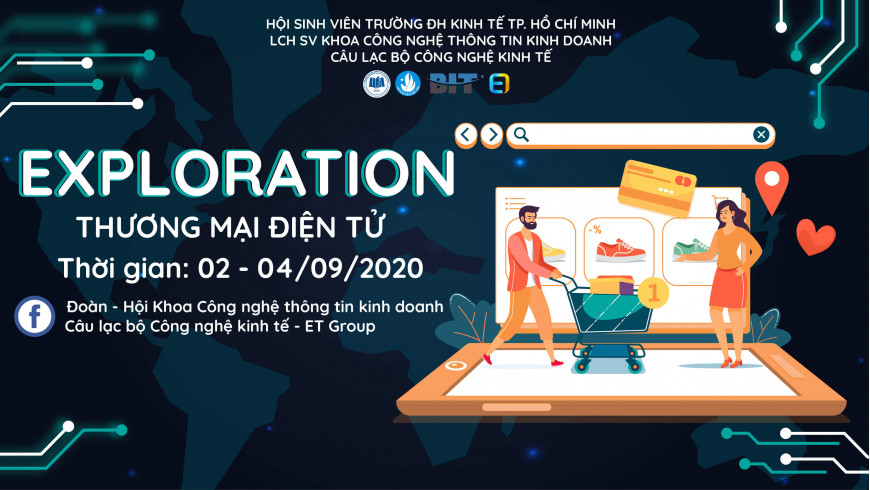 HỘI SINH VIÊN TRƯỜNG ĐH KINH TẾ TP. HỒ CHÍ MINH
LCH SV KHOA CÔNG NGHỆ THÔNG TIN KINH DOANH
CÂU LẠC BỘ CÔNG NGHỆ KINH TẾ
BIT
EXPLORATION
THƯƠNG MẠI ĐIỆN TỬ
Thời gian: 02 - 04/09/2020
f
Đoàn - Hội Khoa Công nghệ thông tin kinh doanh
Câu lạc bộ Công nghệ kinh tế - ET Group
-%
1